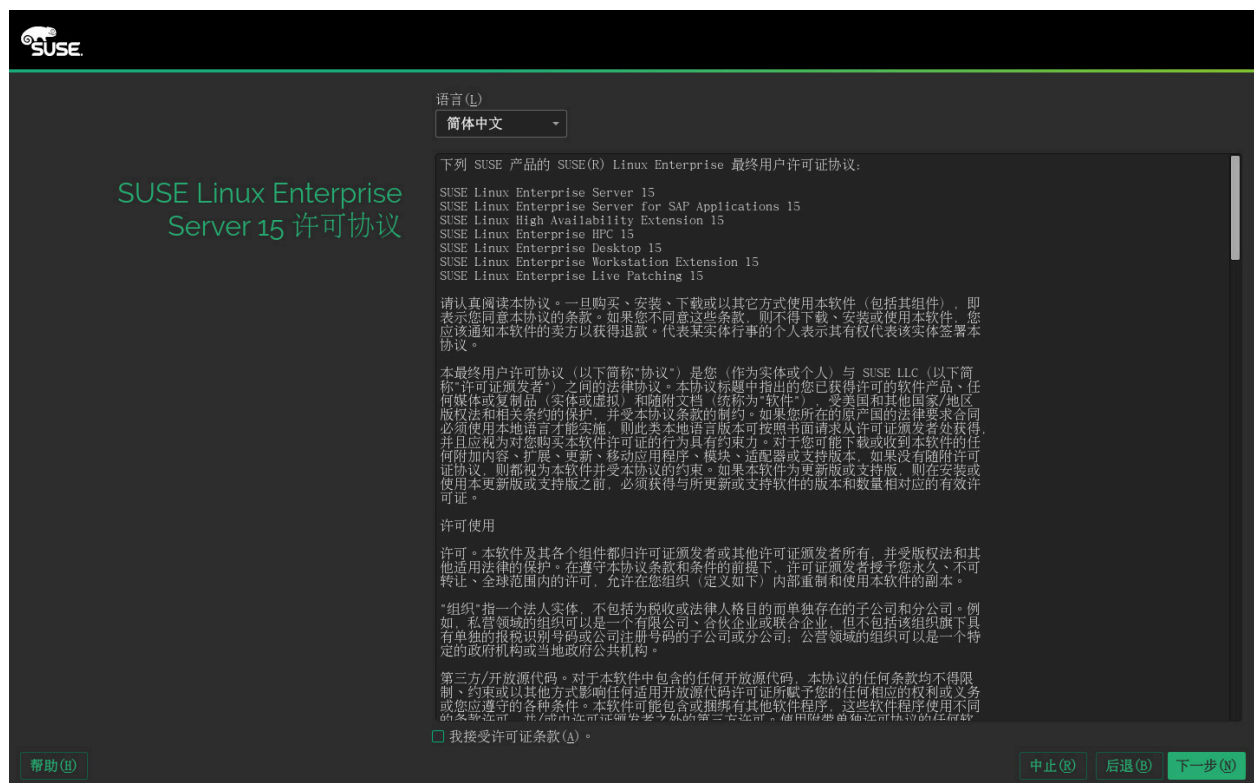 SUSE.
语言(L)
简体中文
SUSE Linux Enterprise
Server 15 许可协议
下列 SUSE 产品的 SUSE(R) Linux Enterprise 最终用户许可证协议:
SUSE Linux Enterprise Server 15
SUSE Linux Enterprise Server for SAP Applications 15
SUSE Linux High Availability Extension 15
SUSE Linux Enterprise HPC 15
SUSE Linux Enterprise Desktop 15
SUSE Linux Enterprise Workstation Extension 15
SUSE Linux Enterprise Live Patching 15
请认真阅读本协议。一旦购买、安装、下载或以其它方式使用本软件（包括其组件）, 即
表示您同意本协议的条款。如果您不同意这些条款, 则不得下载、安装或使用本软件, 您
应该通知本软件的卖方以获得退款。代表某实体行事的个人表示其有权代表该实体签署本
协议。
本最终用户许可协议（以下简称"协议"）是您（作为实体或个人）与 SUSE LLC（以下简
称"许可证颁发者"）之间的法律协议。本协议标题中指出的您已获得许可的软件产品、任
何媒体或复制品（实体或虚拟）和随附文档（统称为"软件"）, 受美国和其他国家/地区
版权法和相关条约的保护, 并受本协议条款的制约。如果您所在的原产国的法律要求合同
必须使用本地语言才能实施, 则此类本地语言版本可按照书面请求从许可证颁发者处获得,
并且应视为对您购买本软件许可证的行为具有约束力。对于您可能下载或收到本软件的任
何附加内容、扩展、更新、移动应用程序、模块、适配器或支持版本, 如果没有随附许可
证协议, 则都视为本软件并受本协议的约束。如果本软件为更新版或支持版, 则在安装或
使用本更新版或支持版之前, 必须获得与所更新或支持软件的版本和数量相对应的有效许
可证。
许可使用
许可。本软件及其各个组件都归许可证颁发者或其他许可证颁发者所有, 并受版权法和其
他适用法律的保护。在遵守本协议条款和条件的前提下, 许可证颁发者授予您永久、不可
转让、全球范围内的许可, 允许在您组织（定义如下）内部重制和使用本软件的副本。
"组织"指一个法人实体, 不包括为税收或法律人格目的而单独存在的子公司和分公司。例
如, 私营领域的组织可以是一个有限公司、合伙企业或联合企业, 但不包括该组织旗下具
有单独的报税识别号码或公司注册号码的子公司或分公司; 公营领域的组织可以是一个特
定的政府机构或当地政府公共机构。
第三方/开放源代码。对于本软件中包含的任何开放源代码, 本协议的任何条款均不得限
制、约束或以其他方式影响任何适用开放源代码许可证所赋予您的任何相应的权利或义务
或您应遵守的各种条件。本软件可能包含或捆绑有其他软件程序, 这些软件程序使用不同
的条款许可, 并/或由许可证颁发者之外的第三方许可。使用附带单独许可协议的任何软
我接受许可证条款(A)。
帮助(H)
中止(R)
后退(B)
下一步(N)